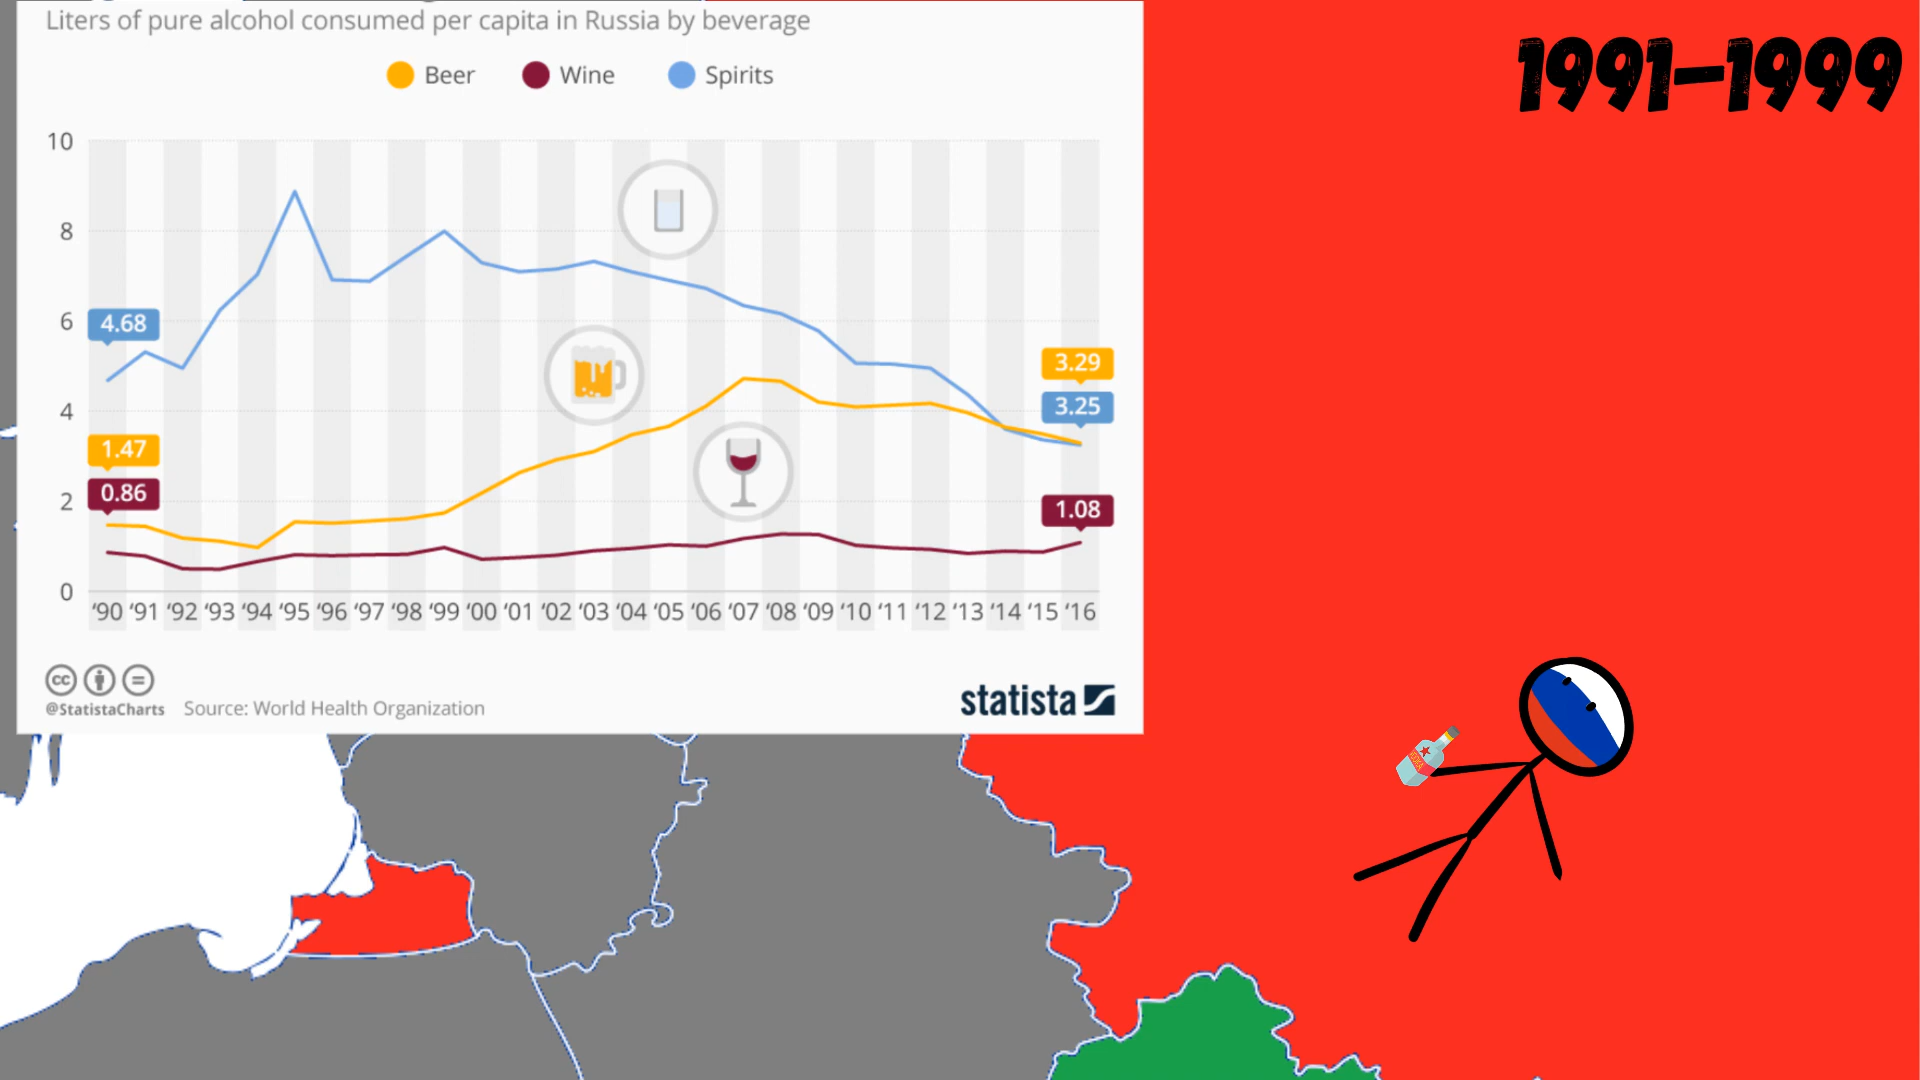 Liters of pure alcohol consumed per capita in Russia by beverage
1991-1999
Beer Wine Spirits
10
8
6
4
2
0
4.68
1.47
0.86
3.29
3.25
1.08
‘90 ‘91 ‘92 ‘93 ‘94 ‘95 ‘96 ‘97 ‘98 ‘99 ‘00 ‘01 ‘02 ‘03 ‘04 ‘05 ‘06 ‘07 ‘08 ‘09 ‘10 ‘11 ‘12 ‘13 ‘14 ‘15 ‘16
cc
@StatistaCharts Source: World Health Organization
statista